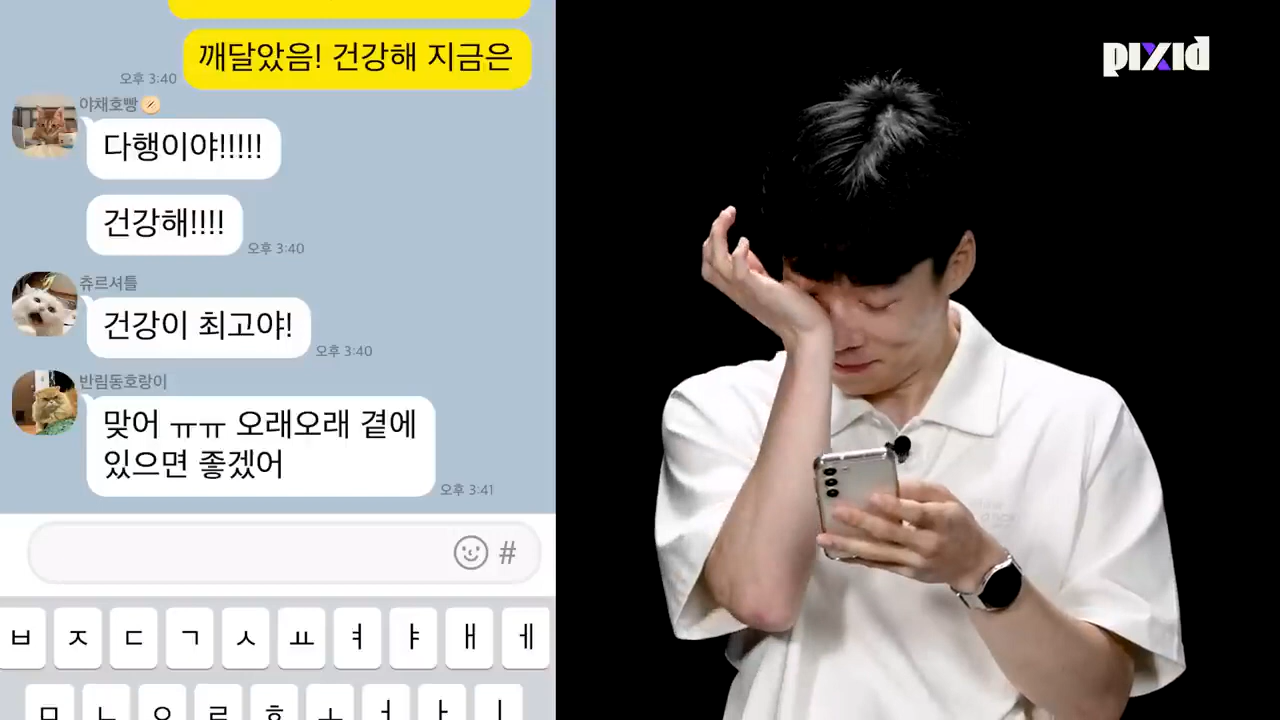 깨달았음! 건강해 지금은
오후 3:40
야채호빵
다행이야!!!!!
건강해!!!!
오후 3:40
츄르셔틀
건강이 최고야!
오후 3:40
반림동호랑이
맞어 ㅠㅠ 오래오래 곁에
있으면 좋겠어
오후 3:41
#
ㅂ ㅈ ㄷ ㄱ ㅅ ㅛ ㅕ ㅑ ㅐ ㅔ
ㅁ ㄴ ㅇ ㄹ ㅎ ㅗ ㅓ ㅏ ㅣ
pixid